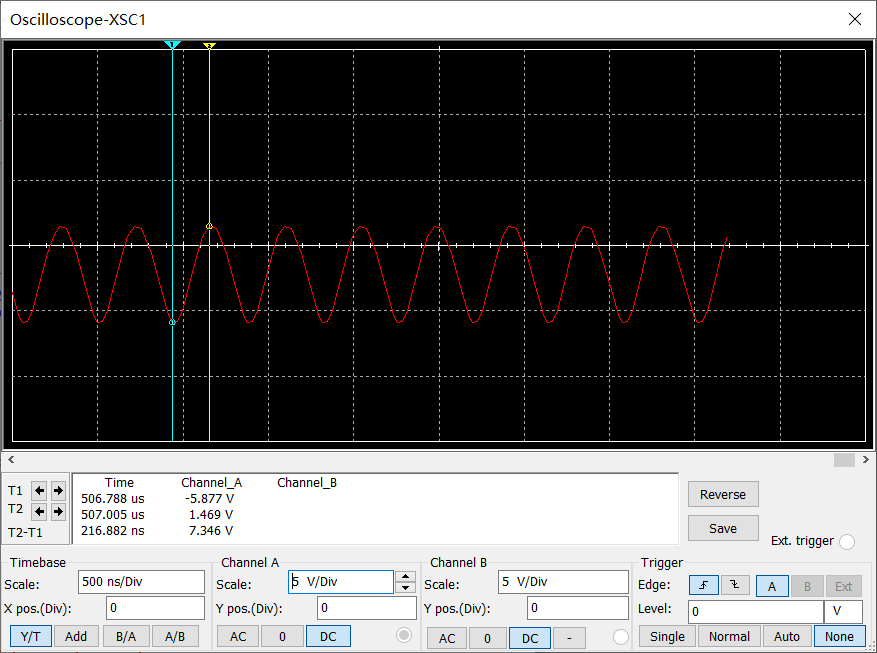 Oscilloscope-XSC1
1
2
Time Channel_A Channel_B
T1 506.788 us -5.877 V
T2 507.005 us 1.469 V
T2-T1 216.882 ns 7.346 V
Reverse
Save
Ext. trigger
Timebase
Scale: 500 ns/Div
X pos.(Div): 0
Y/T Add B/A A/B
Channel A
Scale: 5 V/Div
Y pos.(Div): 0
AC 0 DC
Channel B
Scale: 5 V/Div
Y pos.(Div): 0
AC 0 DC -
Trigger
Edge: A B Ext
Level: 0 V
Single Normal Auto None